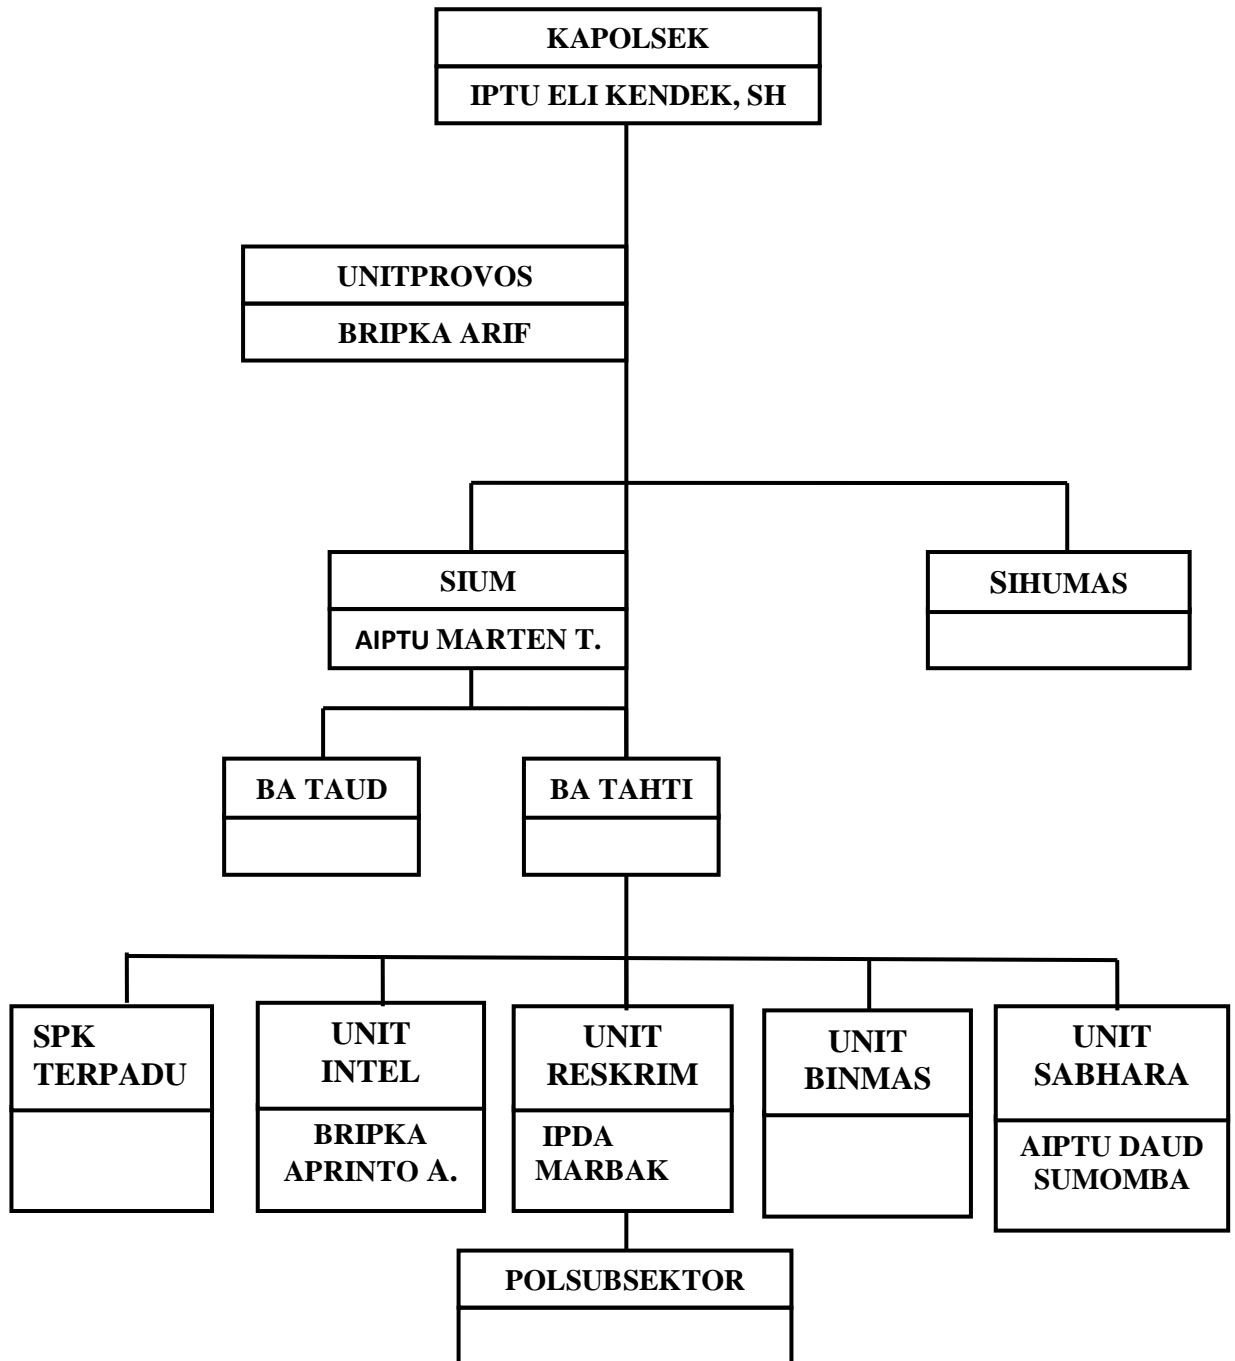 KAPOLSEK
IPTU ELI KENDEK, SH
UNITPROVOS
BRIPKA ARIF
SIUM
AIPTU MARTEN T.
SIHUMAS
BA TAUD
BA TAHTI
SPK
TERPADU
UNIT
INTEL
BRIPKA
APRINTO A.
UNIT
RESKRIM
IPDA
MARBAK
UNIT
BINMAS
UNIT
SABHARA
AIPTU DAUD
SUMOMBA
POLSUBSEKTOR